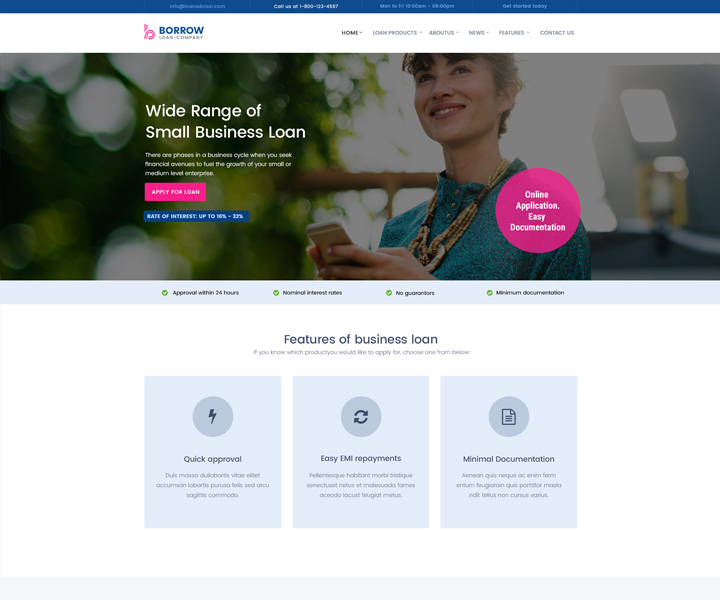 info@loanadvisor.com
Call us at 1-800-123-4567
Mon to fri 10:00am - 06:00pm
Get started today
BORROW
LOAN-COMPANY
HOME
LOAN PRODUCTS
ABOUTUS
NEWS
FEATURES
CONTACT US
Wide Range of
Small Business Loan
There are phases in a business cycle when you seek
financial avenues to fuel the growth of your small or
medium level enterprise.
APPLY FOR LOAN
RATE OF INTEREST: UP TO 16% ~ 32%
Online
Application.
Easy
Documentation
Approval within 24 hours
Nominal interest rates
No guarantors
Minimum documentation
Features of business loan
If you know which productyou would like to apply for, choose one from below:
Quick approval
Duis massa dullabortis vitae elitet
accumsan lobortis purusa felis sed arcu
sagittis commodo.
Easy EMI repayments
Pellentesque habitant morbi tristique
senectuset netus et malesuada fames
aceodo lacust feugiat metus.
Minimal Documentation
Aenean quis neque ac enim ferm
entum feugiaroin quis porttitor masia
ndit tellus non cursus varius.